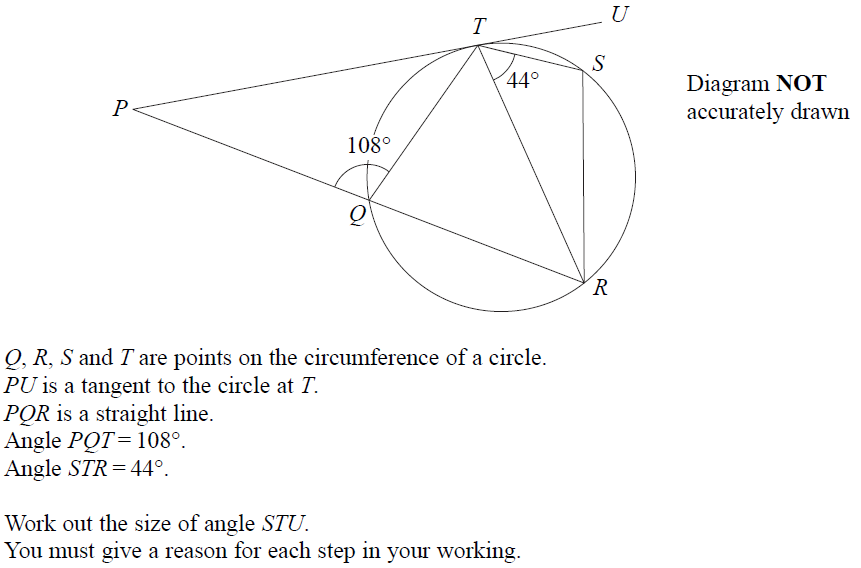 U
T
S
44°
Diagram NOT
accurately drawn
P
108°
Q
R
Q, R, S and T are points on the circumference of a circle.
PU is a tangent to the circle at T.
PQR is a straight line.
Angle PQT = 108°.
Angle STR = 44°.
Work out the size of angle STU.
You must give a reason for each step in your working.